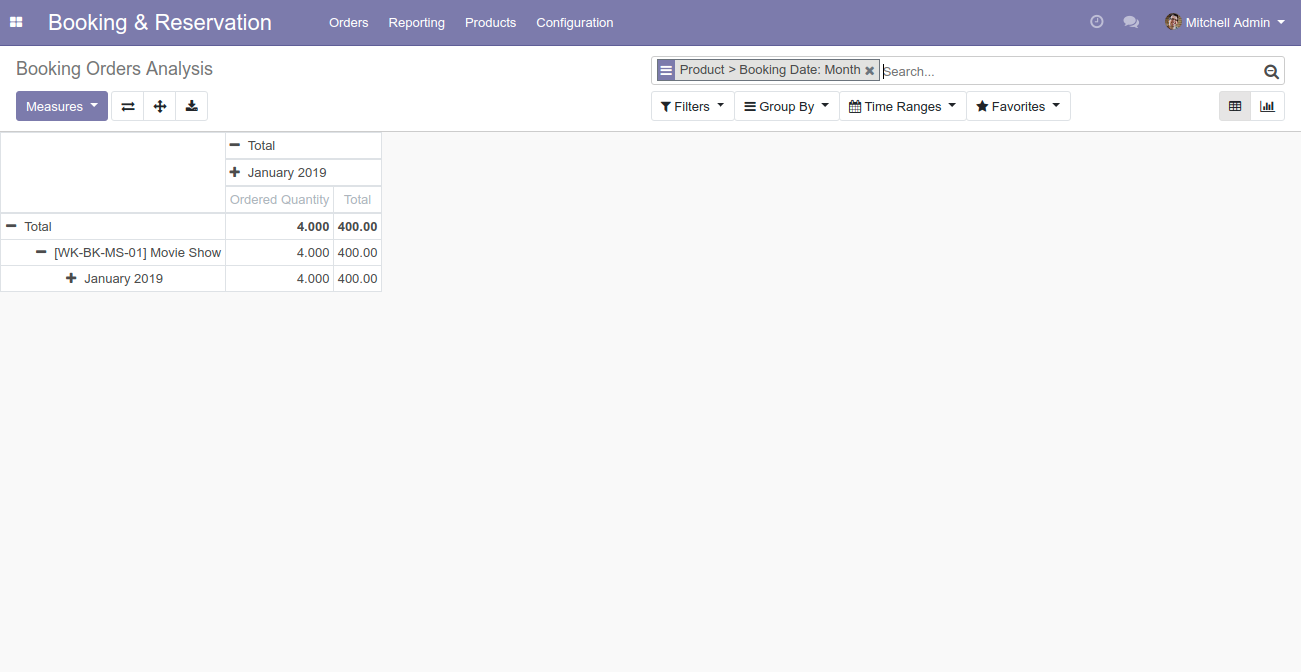 Booking & Reservation Orders Reporting Products Configuration Mitchell Admin
Booking Orders Analysis
Product > Booking Date: Month Search...
Measures
Filters Group By Time Ranges Favorites
Total
January 2019
Ordered Quantity Total
Total 4.000 400.00
[WK-BK-MS-01] Movie Show 4.000 400.00
January 2019 4.000 400.00